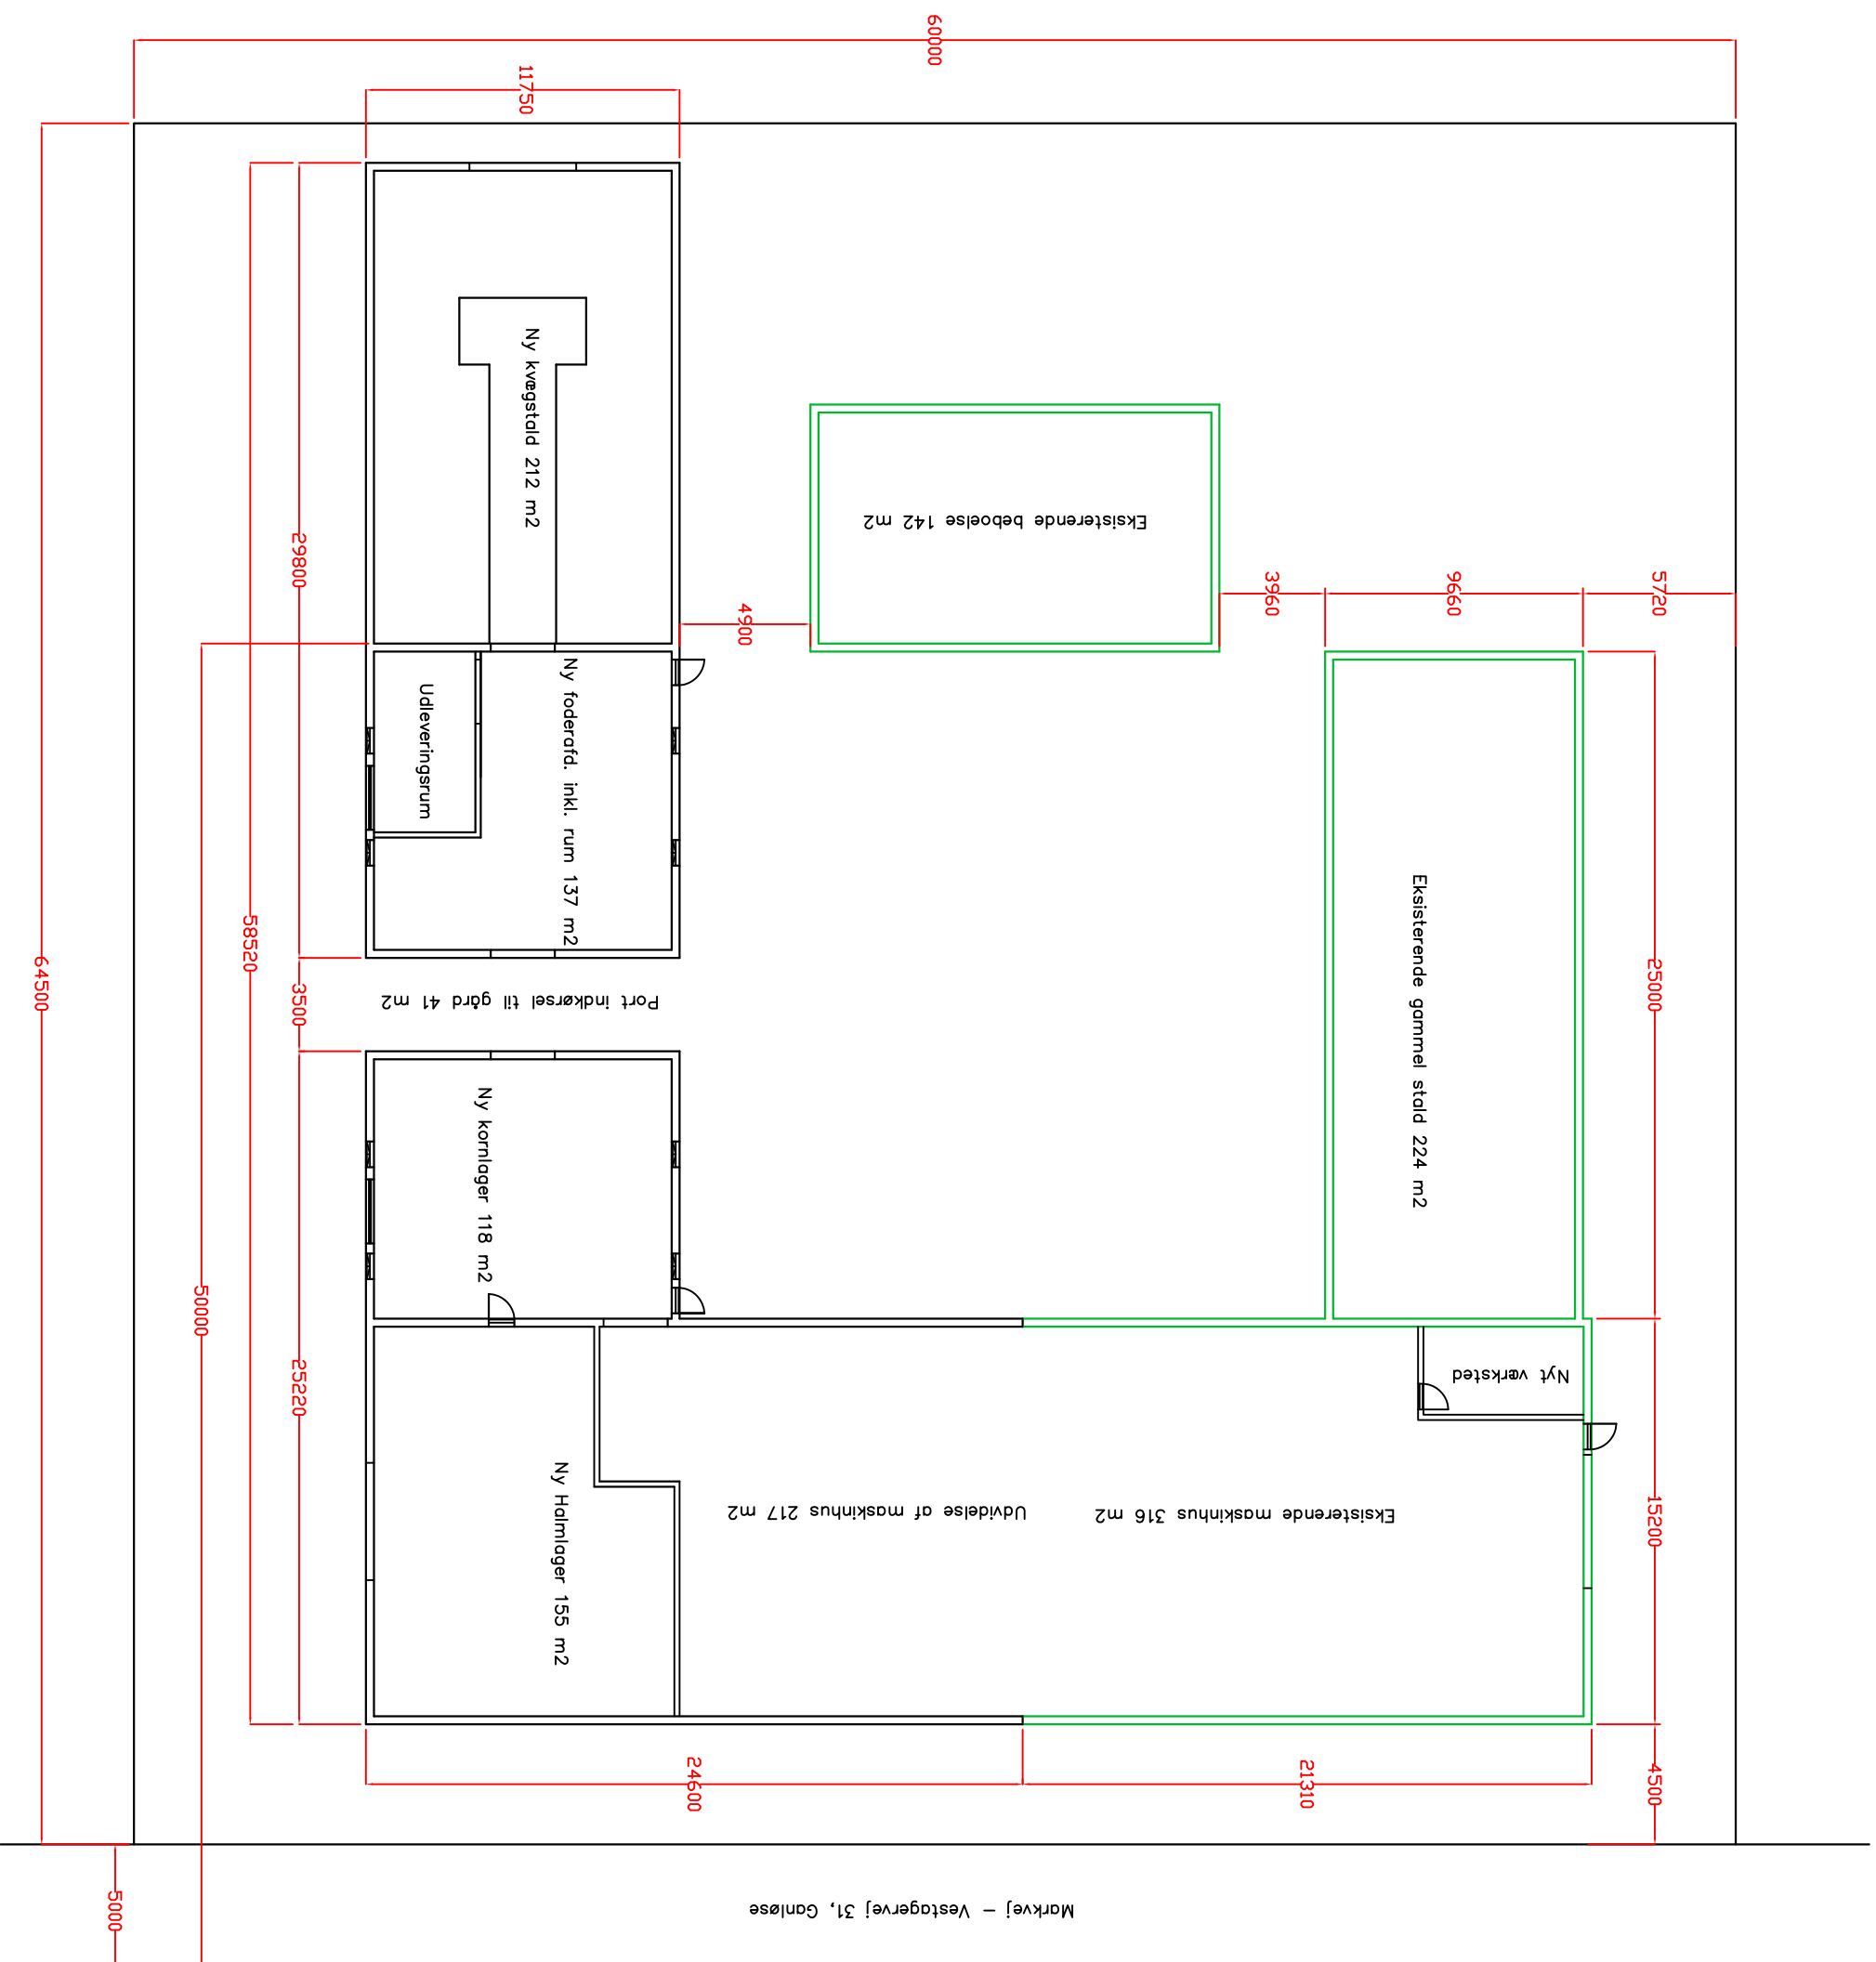 60000
11750
Ny kvægstald 212 m2
Eksisterende beboelse 142 m2
3960
9660
5720
4900
29800
Ny foderafd. inkl. rum 137 m2
Udleveringsrum
58520
64500
3500
Port indkørsel til gård 41 m2
Eksisterende gammel stald 224 m2
25000
Ny kornlager 118 m2
50000
25220
Nyt værksted
Ny Halmlager 155 m2
Udvidelse af maskinhus 217 m2
Eksisterende maskinhus 316 m2
15200
24600
21310
4500
5000
Markvej – Vestagervej 31, Ganløse